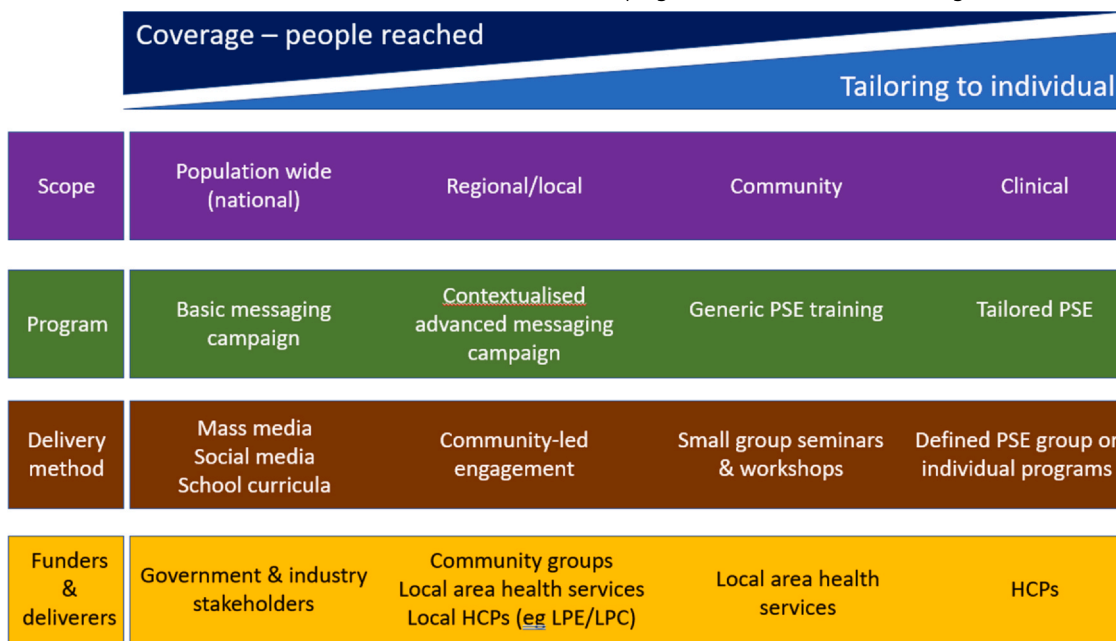 Coverage – people reached
Tailoring to individual
Scope
Population wide
(national)
Regional/local
Community
Clinical
Program
Basic messaging
campaign
Contextualised
advanced messaging
campaign
Generic PSE training
Tailored PSE
Delivery
method
Mass media
Social media
School curricula
Community-led
engagement
Small group seminars
& workshops
Defined PSE group or
individual programs
Funders
&
deliverers
Government & industry
stakeholders
Community groups
Local area health services
Local HCPs (eg LPE/LPC)
Local area health
services
HCPs